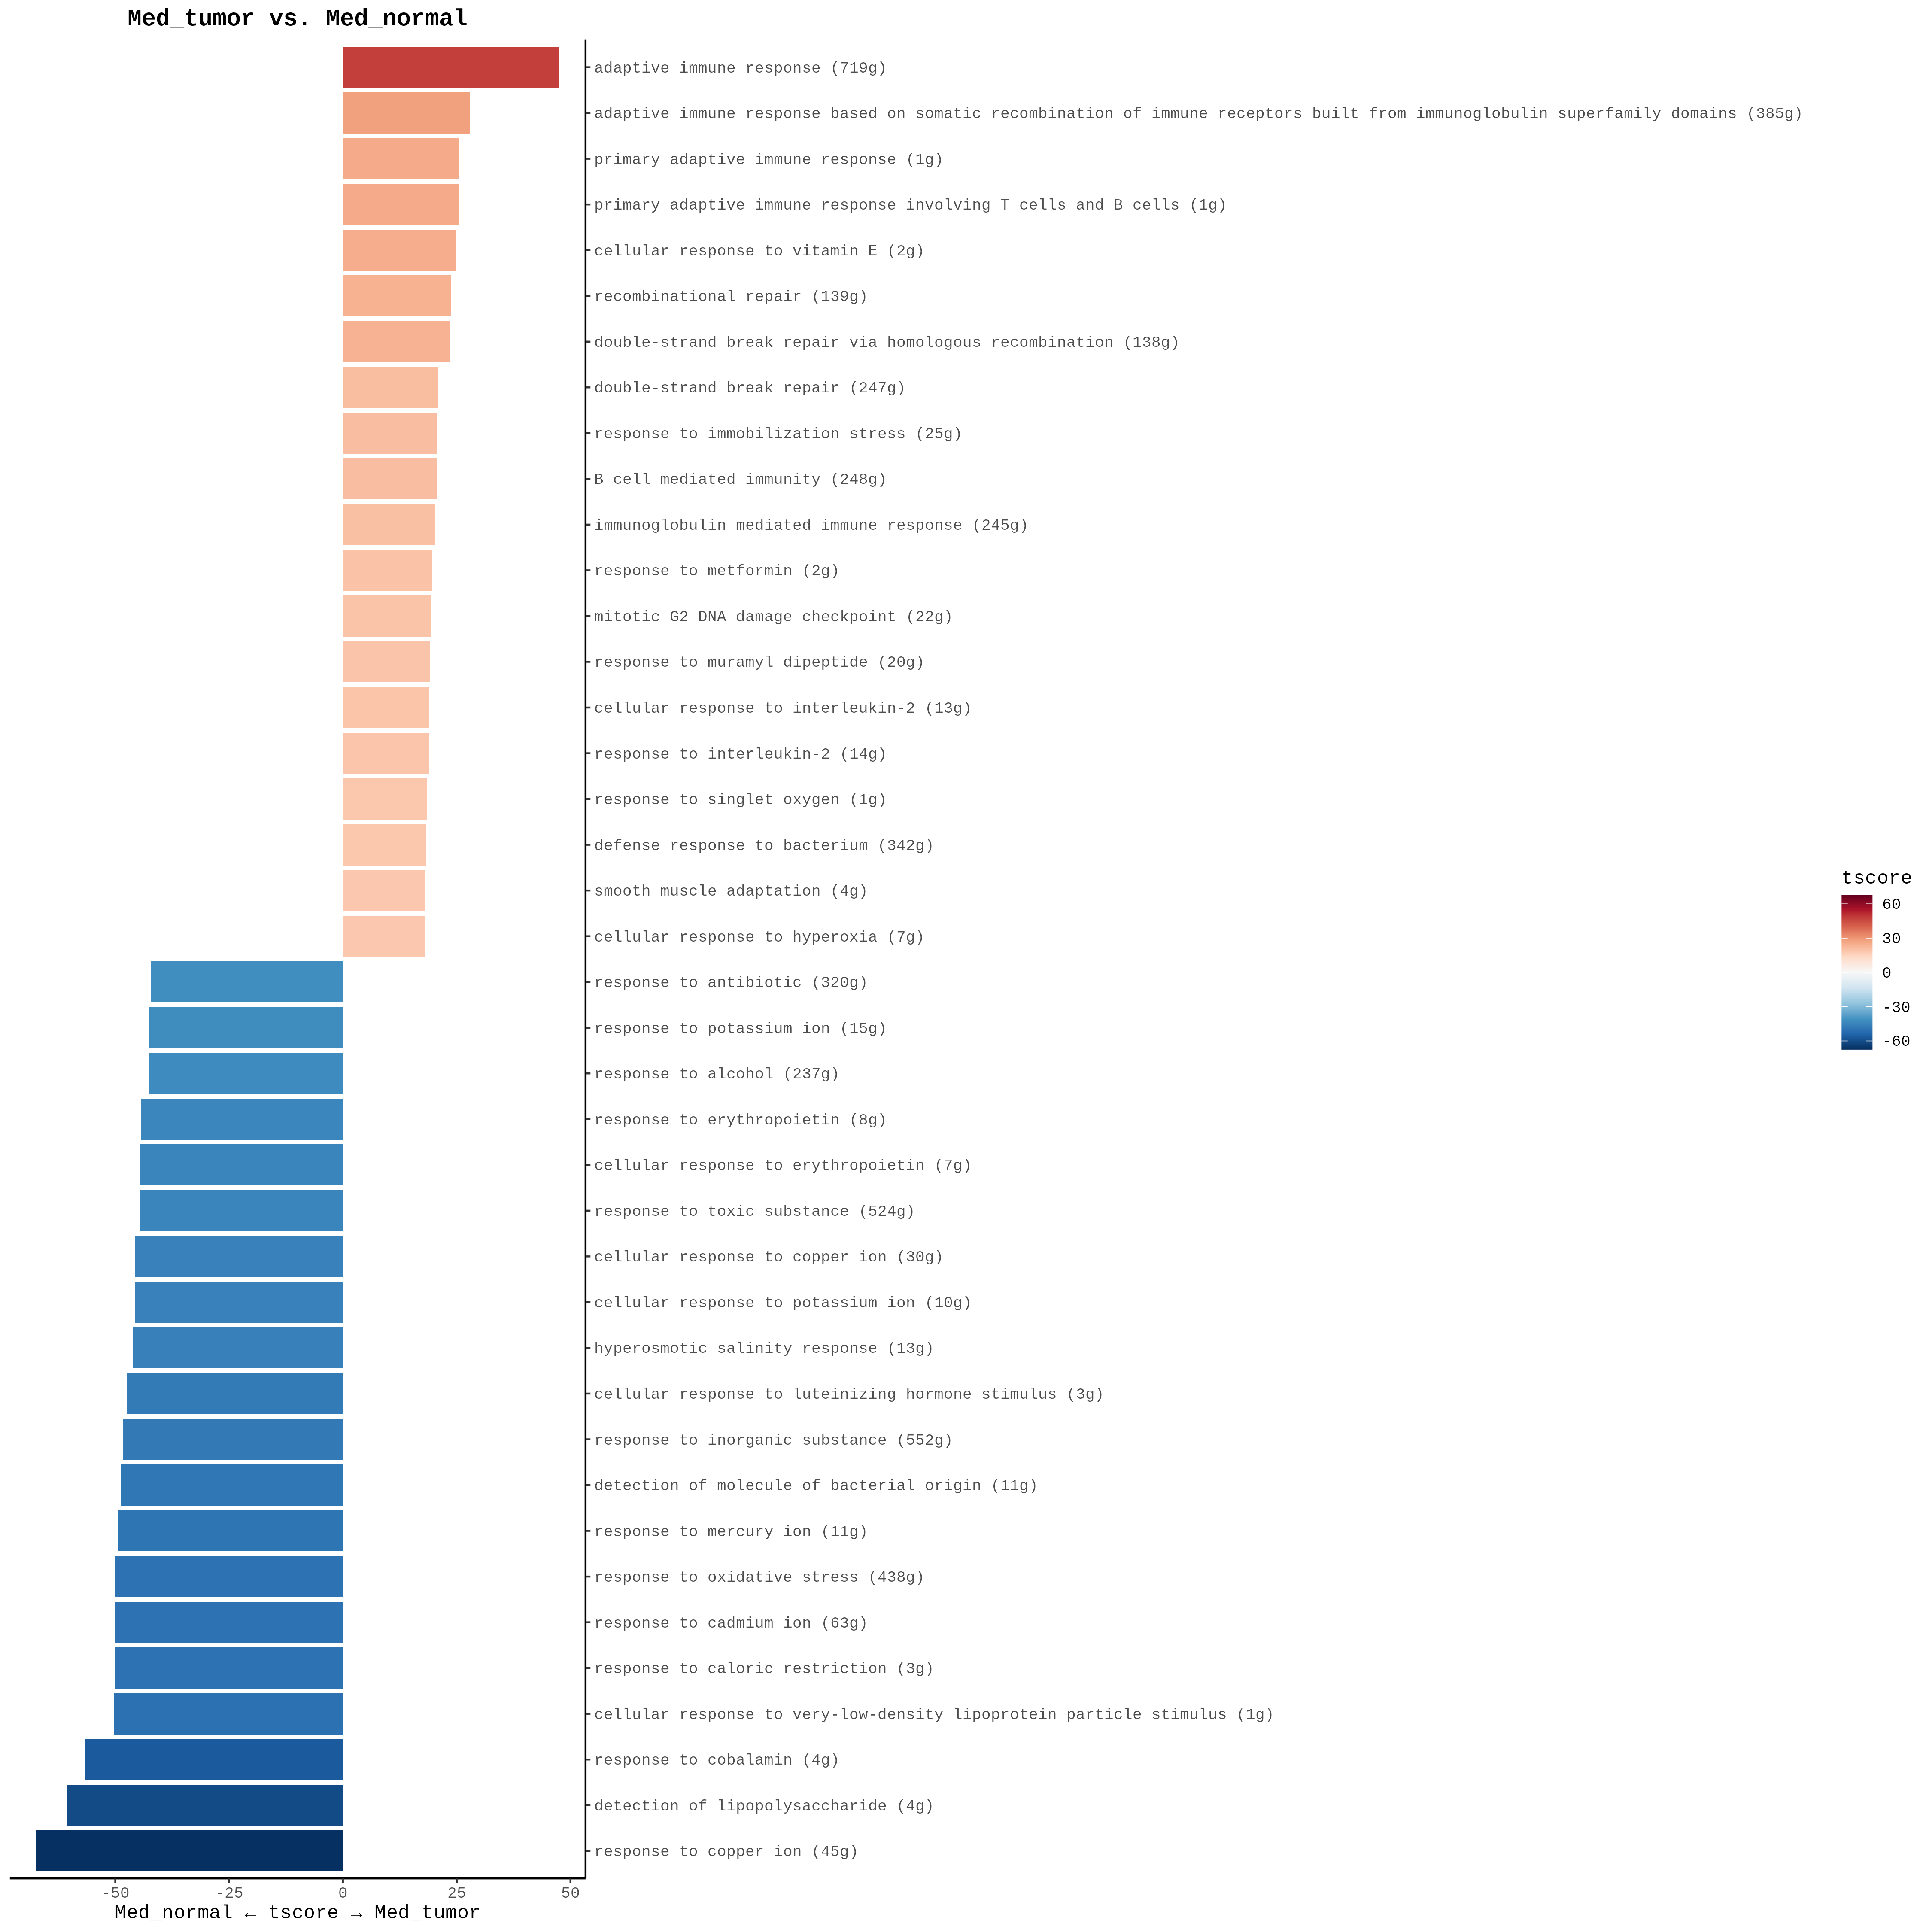 Med_tumor vs. Med_normal
adaptive immune response (719g)
adaptive immune response based on somatic recombination of immune receptors built from immunoglobulin superfamily domains (385g)
primary adaptive immune response (1g)
primary adaptive immune response involving T cells and B cells (1g)
cellular response to vitamin E (2g)
recombinational repair (139g)
double-strand break repair via homologous recombination (138g)
double-strand break repair (247g)
response to immobilization stress (25g)
B cell mediated immunity (248g)
immunoglobulin mediated immune response (245g)
response to metformin (2g)
mitotic G2 DNA damage checkpoint (22g)
response to muramyl dipeptide (20g)
cellular response to interleukin-2 (13g)
response to interleukin-2 (14g)
response to singlet oxygen (1g)
defense response to bacterium (342g)
smooth muscle adaptation (4g)
cellular response to hyperoxia (7g)
response to antibiotic (320g)
response to potassium ion (15g)
response to alcohol (237g)
response to erythropoietin (8g)
cellular response to erythropoietin (7g)
response to toxic substance (524g)
cellular response to copper ion (30g)
cellular response to potassium ion (10g)
hyperosmotic salinity response (13g)
cellular response to luteinizing hormone stimulus (3g)
response to inorganic substance (552g)
detection of molecule of bacterial origin (11g)
response to mercury ion (11g)
response to oxidative stress (438g)
response to cadmium ion (63g)
response to caloric restriction (3g)
cellular response to very-low-density lipoprotein particle stimulus (1g)
response to cobalamin (4g)
detection of lipopolysaccharide (4g)
response to copper ion (45g)
-50 -25 0 25 50
Med_normal ← tscore → Med_tumor
tscore
60
30
0
-30
-60